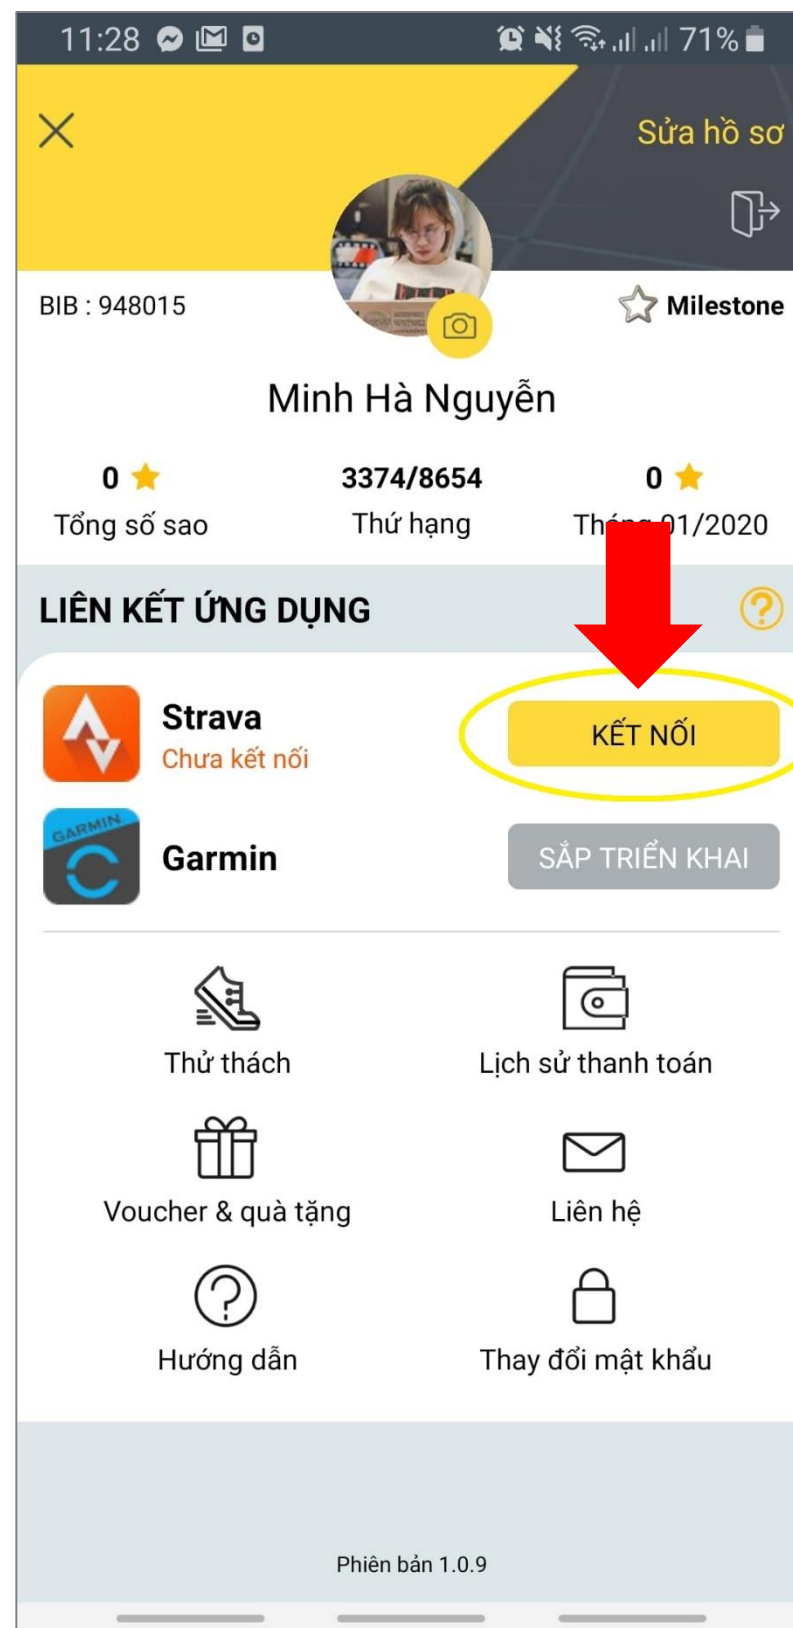 11:28
71%
Sửa hồ sơ
BIB : 948015
Milestone
Minh Hà Nguyễn
0
3374/8654
0
Tổng số sao
Thứ hạng
Tháng 01/2020
LIÊN KẾT ỨNG DỤNG
Strava
Chưa kết nối
KẾT NỐI
GARMIN
Garmin
SẮP TRIỂN KHAI
Thử thách
Lịch sử thanh toán
Voucher & quà tặng
Liên hệ
Hướng dẫn
Thay đổi mật khẩu
Phiên bản 1.0.9